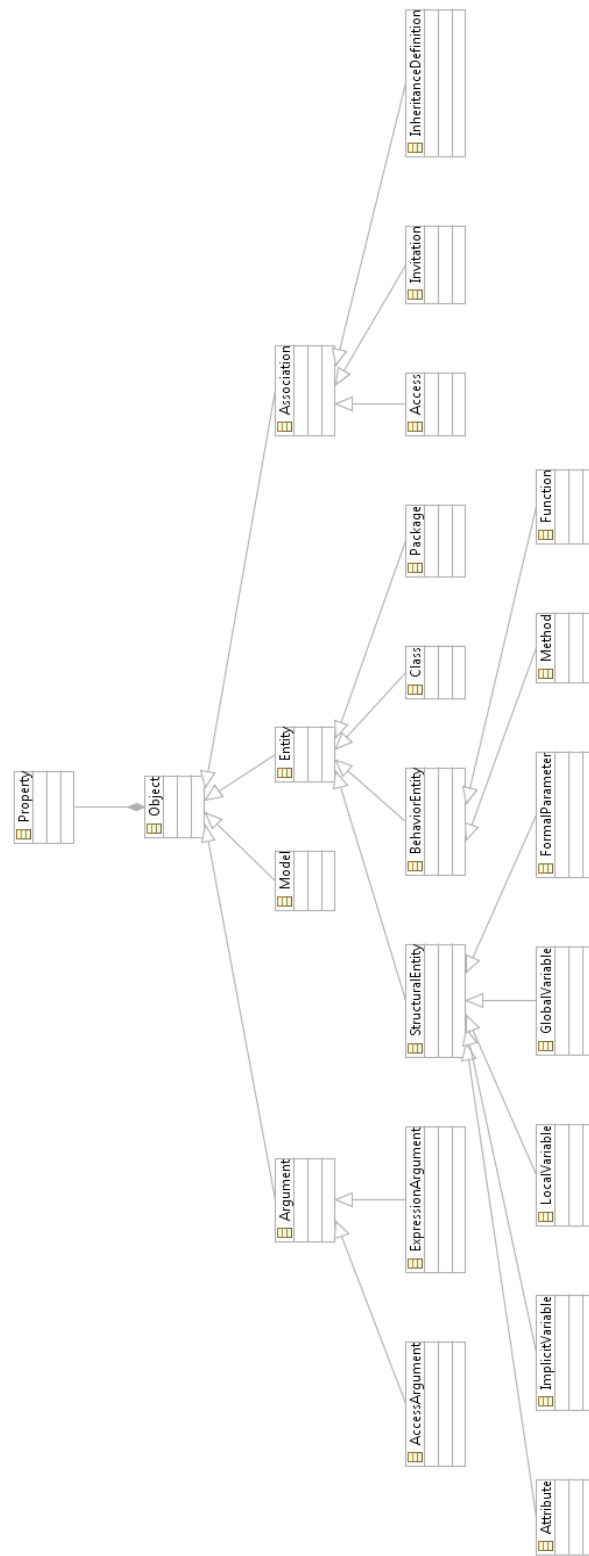 Property
Object
Argument
Model
Entity
Association
AccessArgument
ExpressionArgument
StructuralEntity
BehaviorEntity
Class
Package
Access
Invitation
InheritanceDefinition
Attribute
ImplicitVariable
LocalVariable
GlobalVariable
FormalParameter
Method
Function